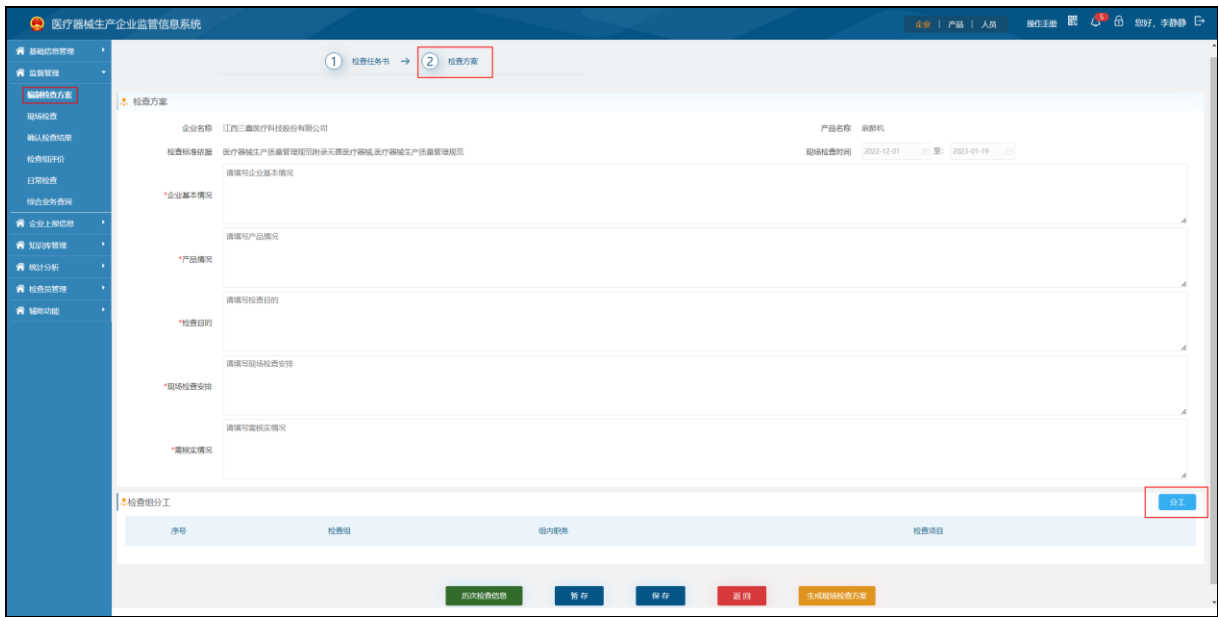 医疗器械生产企业监管信息系统
企业 | 产品 | 人员
操作手册
5
您好, 李静静
基础信息管理
监督管理
编制检查方案
现场检查
确认检查结果
检查组评价
日常检查
综合业务查询
企业上报信息
知识库管理
统计分析
检查员管理
辅助功能
1 检查任务书 → 2 检查方案
检查方案
企业名称 江西三鑫医疗科技股份有限公司 产品名称 麻醉机
检查标准依据 医疗器械生产质量管理规范附录无菌医疗器械,医疗器械生产质量管理规范 现场检查时间 2022-12-01 至: 2023-01-19
*企业基本情况 请填写企业基本情况
*产品情况 请填写产品情况
*检查目的 请填写检查目的
*现场检查安排 请填写现场检查安排
*需核实情况 请填写需核实情况
检查组分工 分工
序号 检查组 组内职务 检查项目
历次检查信息 暂存 保存 返回 生成现场检查方案